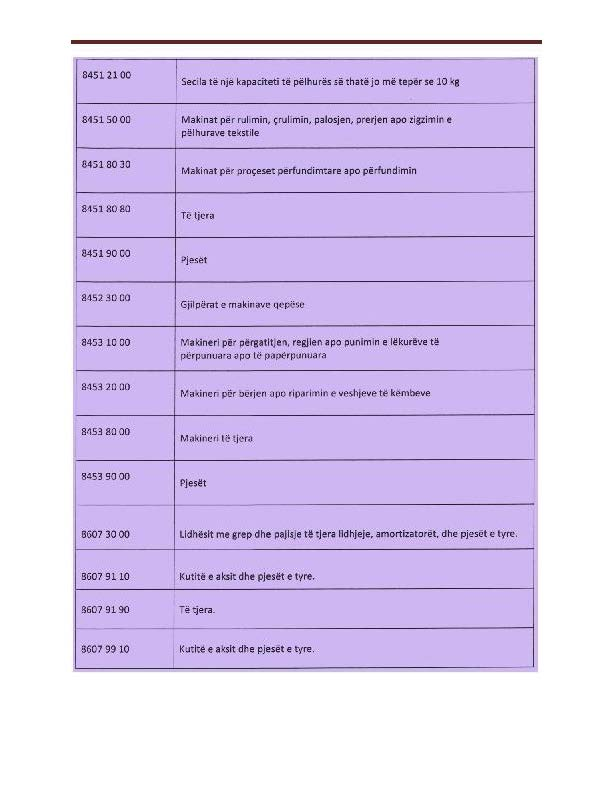 8451 21 00
Secila të një kapaciteti të pëlhurës së thatë jo më tepër se 10 kg
8451 50 00
Makinat për rulimin, çrulimin, palosjen, prerjen apo zigzimin e
pëlhurave tekstile
8451 80 30
Makinat për proçeset përfundimtare apo përfundimin
8451 80 80
Të tjera
8451 90 00
Pjesët
8452 30 00
Gjilpërat e makinave qepëse
8453 10 00
Makineri për përgatitjen, regjien apo punimin e lëkurëve të
përpunuara apo të papërpunuara
8453 20 00
Makineri për bërjen apo riparimin e veshjeve të këmbeve
8453 80 00
Makineri të tjera
8453 90 00
Pjesët
8607 30 00
Lidhësit me grep dhe pajisje të tjera lidhjeje, amortizatorët, dhe pjesët e tyre.
8607 91 10
Kutitë e aksit dhe pjesët e tyre.
8607 91 90
Të tjera.
8607 99 10
Kutitë e aksit dhe pjesët e tyre.